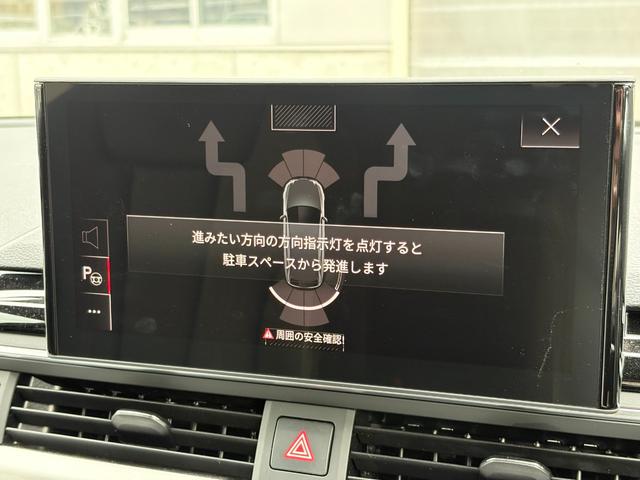 進みたい方向の方向指示灯を点灯すると
駐車スペースから発進します
P
周囲の安全確認!